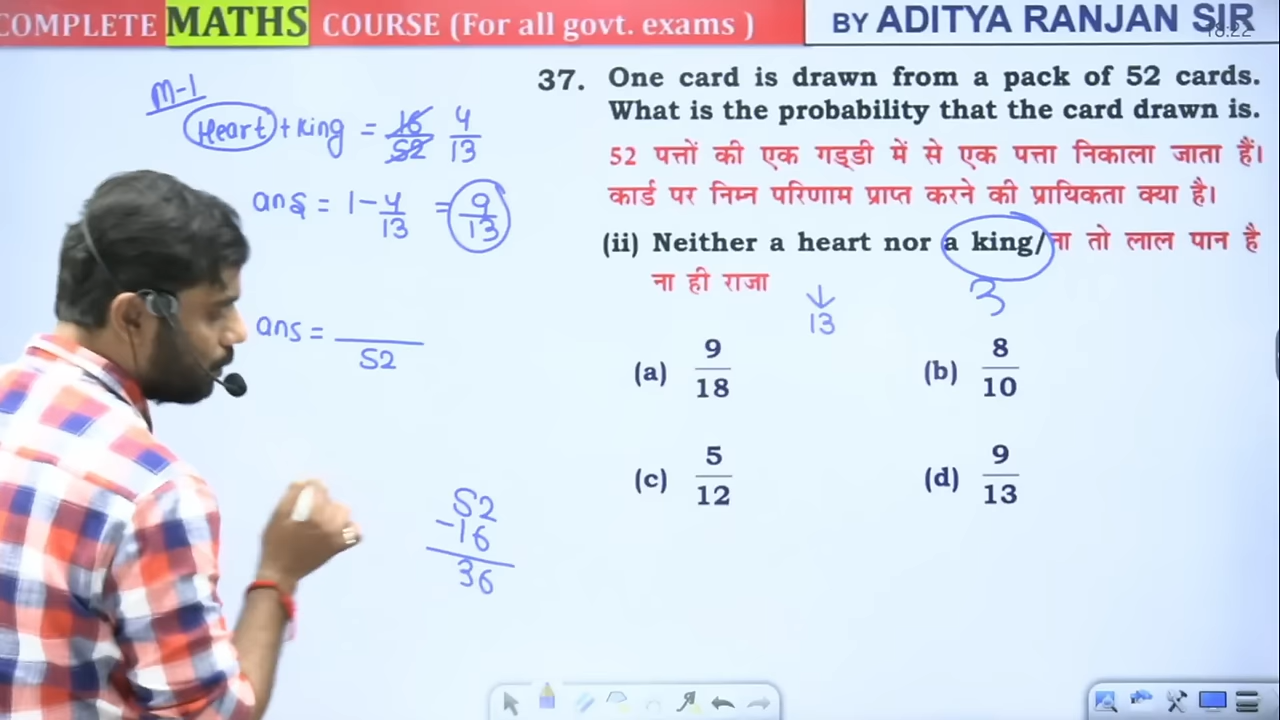 COMPLETE MATHS COURSE (For all govt. exams )
BY ADITYA RANJAN SIR
18:22
M-1
Heart + King = 16/52 4/13
ans = 1 - 4/13 = 9/13
ans = /52
52
-16
36
37. One card is drawn from a pack of 52 cards.
What is the probability that the card drawn is.
52 पत्तों की एक गड्डी में से एक पत्ता निकाला जाता हैं।
कार्ड पर निम्न परिणाम प्राप्त करने की प्रायिकता क्या है।
(ii) Neither a heart nor a king/ना तो लाल पान है
ना ही राजा
13
3
(a) 9/18 (b) 8/10
(c) 5/12 (d) 9/13